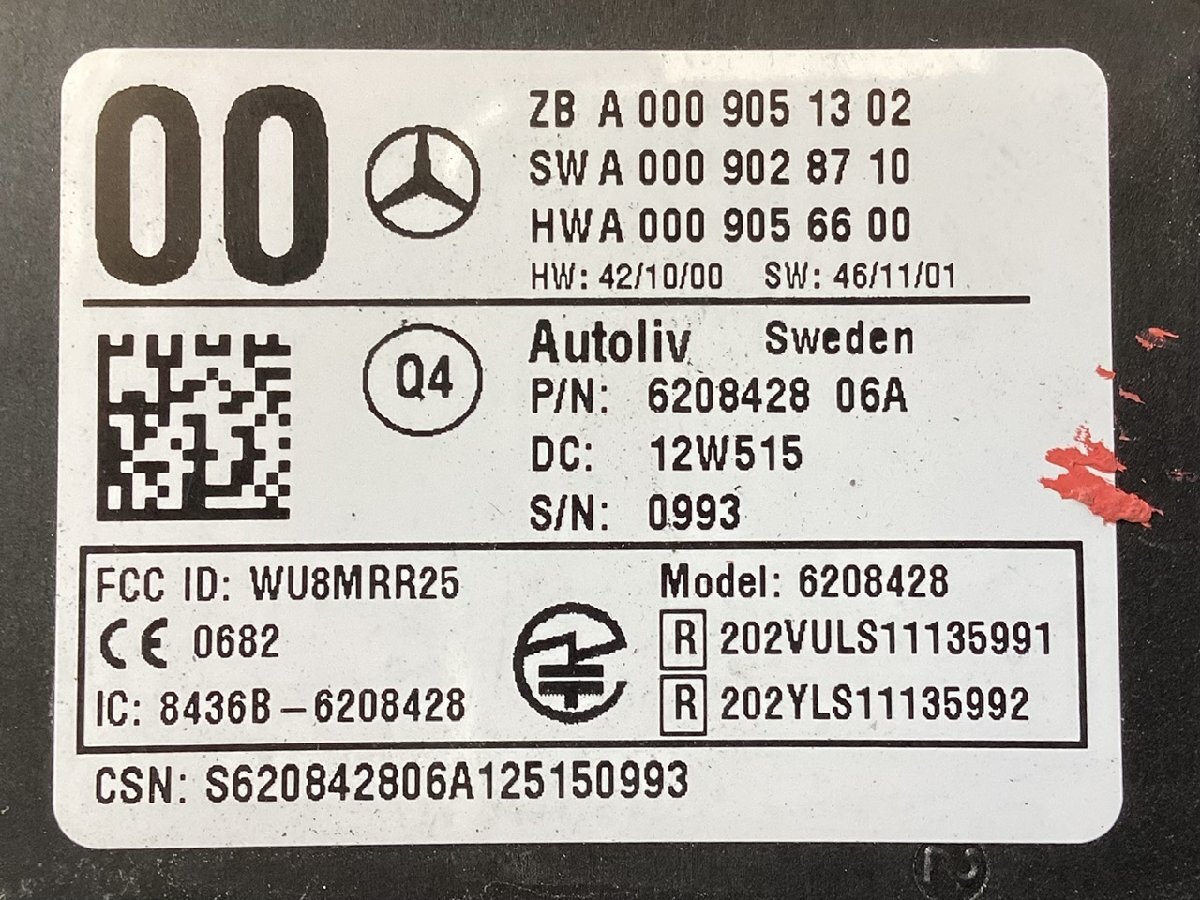 00
ZB A 000 905 13 02
SW A 000 902 87 10
HW A 000 905 66 00
HW: 42/10/00 SW: 46/11/01
Q4
Autoliv Sweden
P/N: 6208428 06A
DC: 12W515
S/N: 0993
FCC ID: WU8MRR25
CE 0682
IC: 8436B-6208428
Model: 6208428
R 202VULS11135991
R 202YLS11135992
CSN: S620842806A125150993
2